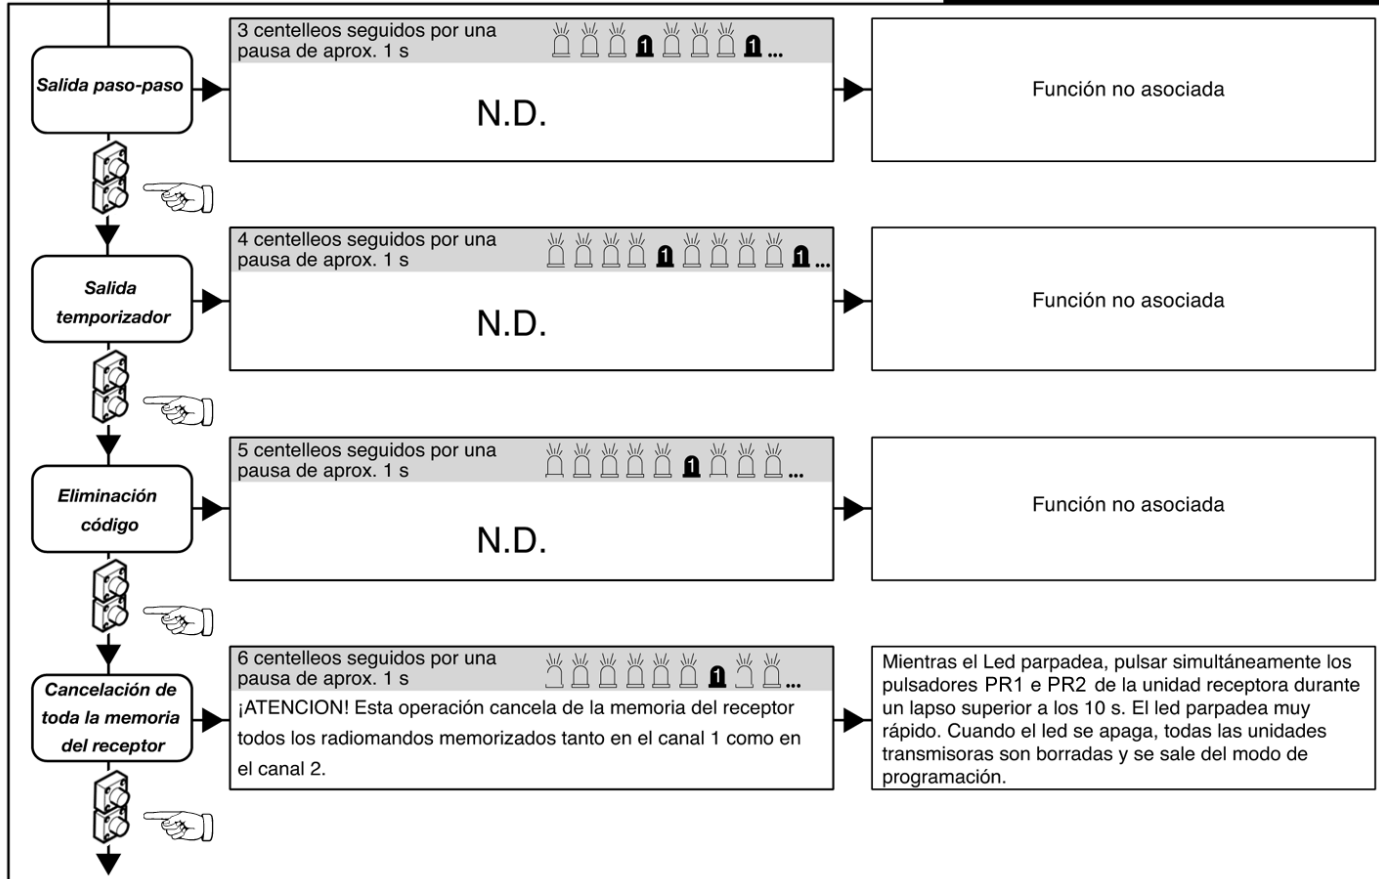 3 centelleos seguidos por una
pausa de aprox. 1 s
1
1
...
Salida paso-paso
N.D.
Función no asociada
4 centelleos seguidos por una
pausa de aprox. 1 s
1
1
...
Salida
temporizador
N.D.
Función no asociada
5 centelleos seguidos por una
pausa de aprox. 1 s
1
...
Eliminación
código
N.D.
Función no asociada
6 centelleos seguidos por una
pausa de aprox. 1 s
1
...
Cancelación de
toda la memoria
del receptor
¡ATENCION! Esta operación cancela de la memoria del receptor
todos los radiomandos memorizados tanto en el canal 1 como en
el canal 2.
Mientras el Led parpadea, pulsar simultáneamente los
pulsadores PR1 e PR2 de la unidad receptora durante
un lapso superior a los 10 s. El led parpadea muy
rápido. Cuando el led se apaga, todas las unidades
transmisoras son borradas y se sale del modo de
programación.